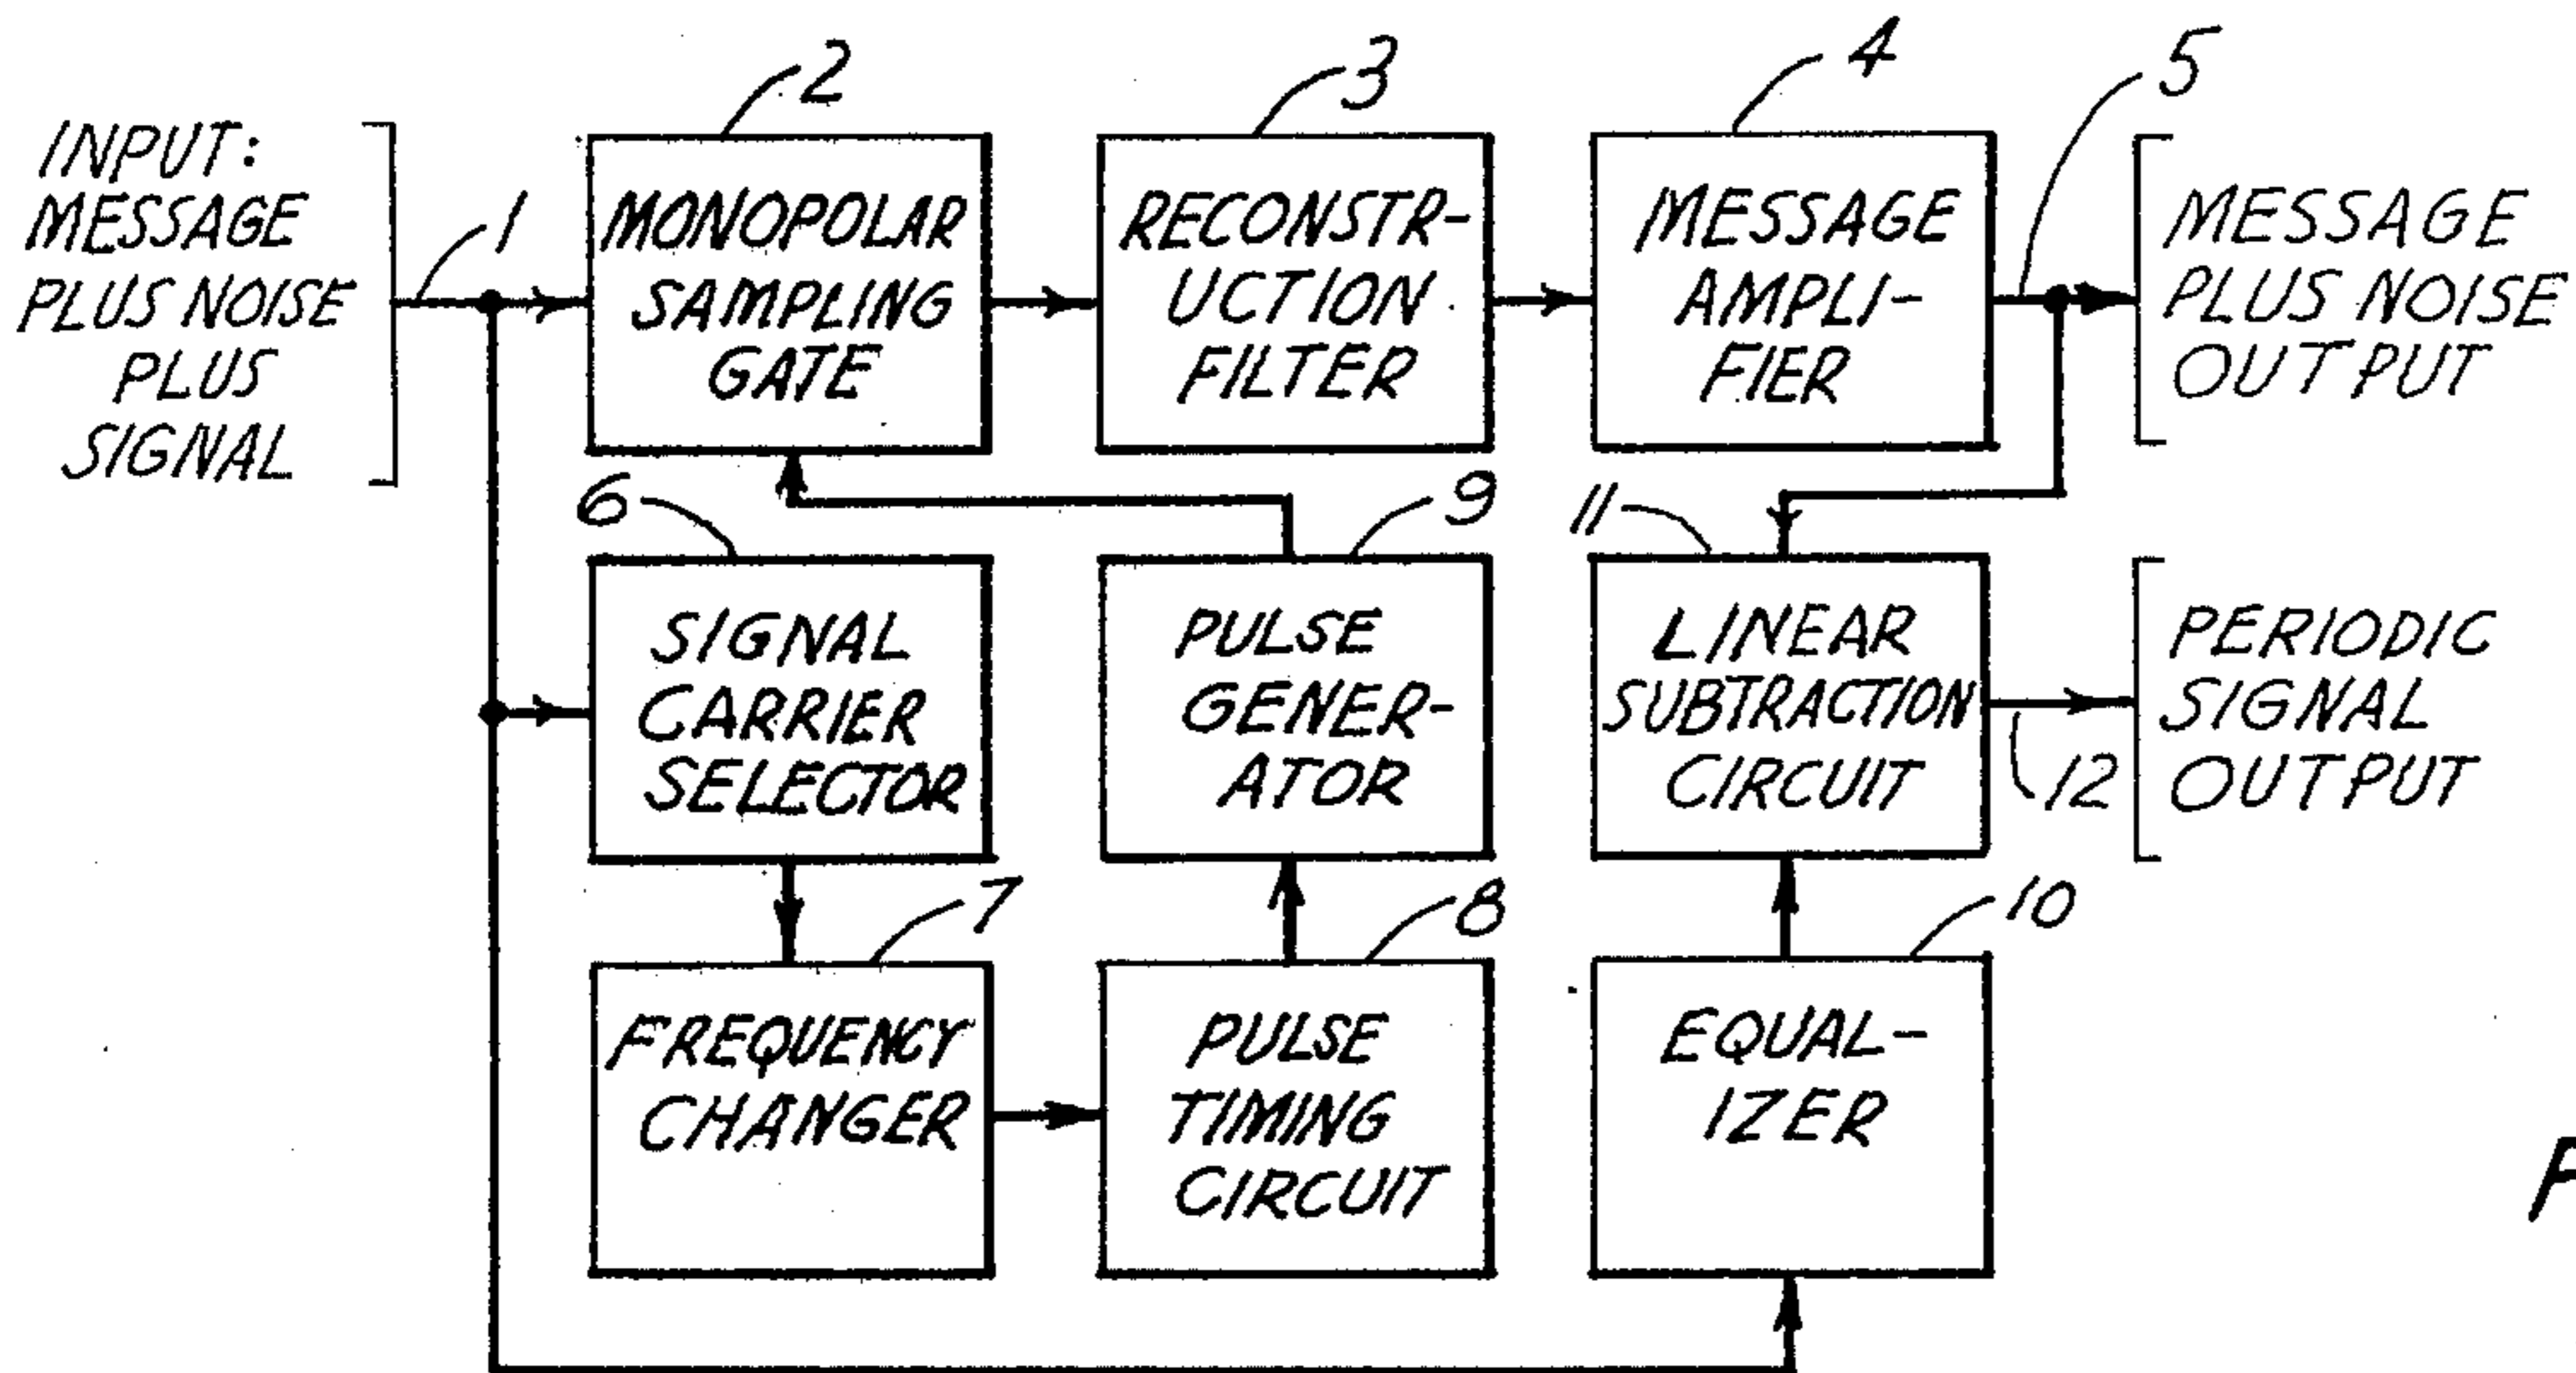 INPUT:
MESSAGE
PLUS NOISE
PLUS
SIGNAL
1
2
MONOPOLAR
SAMPLING
GATE
3
RECONSTR-
UCTION
FILTER
4
MESSAGE
AMPLI-
FIER
5
MESSAGE
PLUS NOISE
OUTPUT
6
SIGNAL
CARRIER
SELECTOR
9
PULSE
GENER-
ATOR
11
LINEAR
SUBTRACTION
CIRCUIT
12
PERIODIC
SIGNAL
OUTPUT
7
FREQUENCY
CHANGER
8
PULSE
TIMING
CIRCUIT
10
EQUAL-
IZER